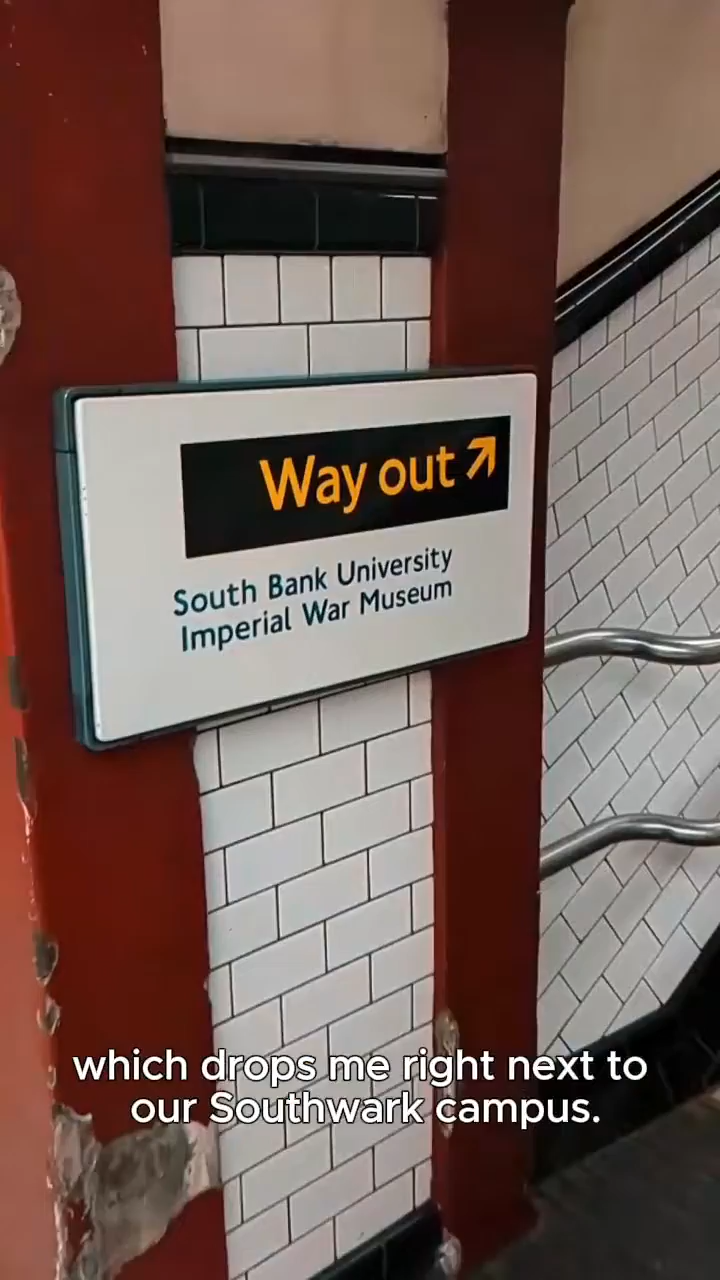 Way out↗
South Bank University
Imperial War Museum
which drops me right next to
our Southwark campus.